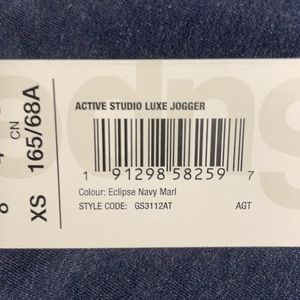 ACTIVE STUDIO LUXE JOGGER
1 91298 58259 7
Colour: Eclipse Navy Marl
STYLE CODE: GS3112AT AGT
CN
XS 165/68A